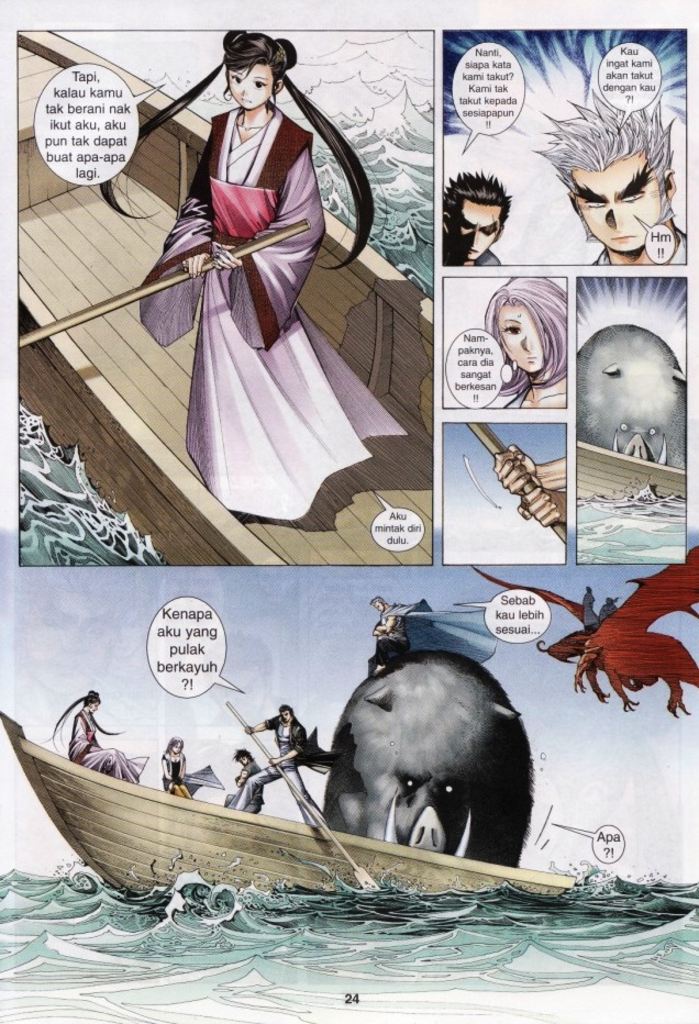 Tapi,
kalau kamu
tak berani nak
ikut aku, aku
pun tak dapat
buat apa-apa
lagi.
Aku
mintak diri
dulu.
Nanti,
siapa kata
kami takut?
Kami tak
takut kepada
sesiapapun
!!
Kau
ingat kami
akan takut
dengan kau
?!
Hm
!!
Nam-
paknya,
cara dia
sangat
berkesan
!!
Kenapa
aku yang
pulak
berkayuh
?!
Sebab
kau lebih
sesuai...
Apa
?!
24